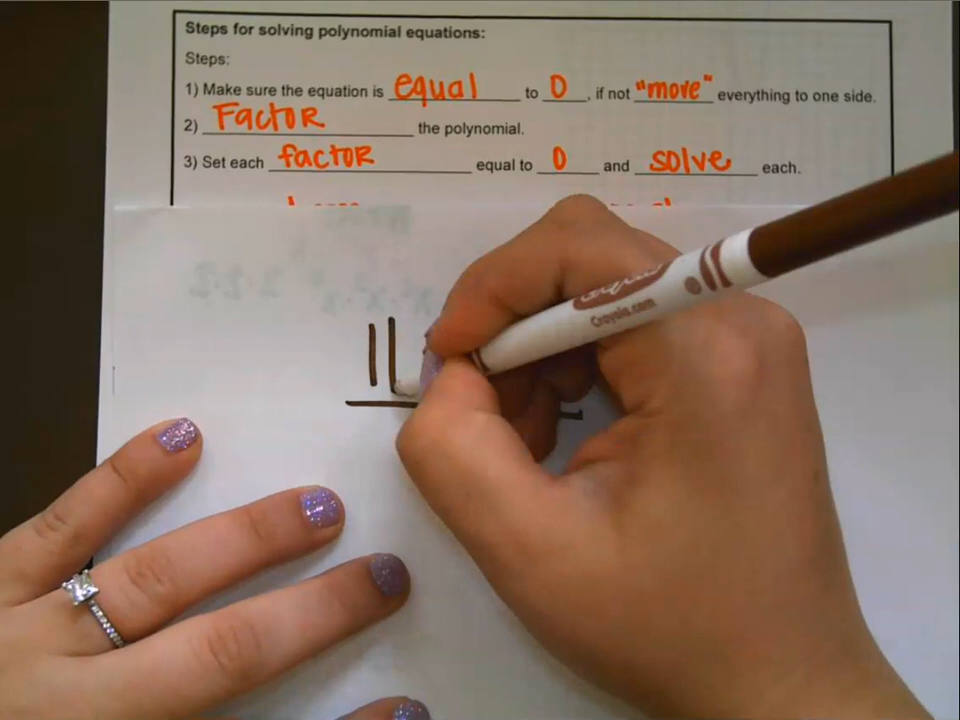 Steps for solving polynomial equations:
Steps:
1) Make sure the equation is equal to 0, if not "move" everything to one side.
2) Factor the polynomial.
3) Set each factor equal to 0 and solve each.
Crayola.com